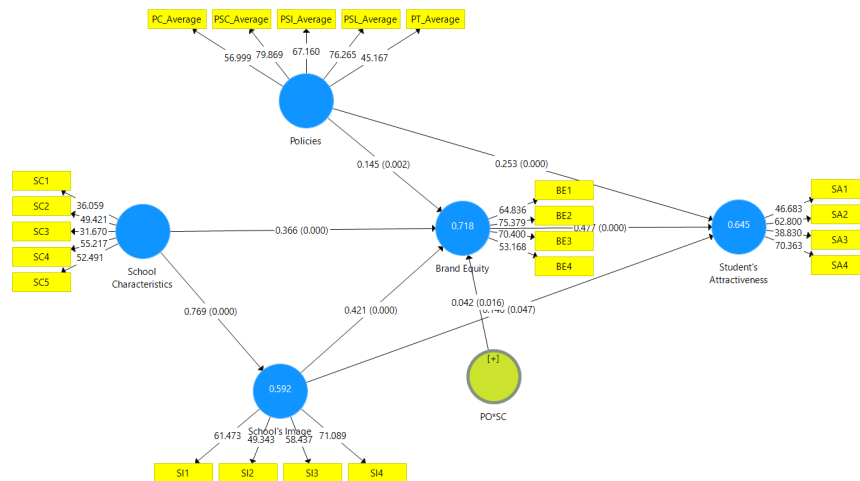 PC_Average PSC_Average PSI_Average PSL_Average PT_Average
56.999 79.869 67.160 76.265 45.167
Policies
0.145 (0.002)
0.253 (0.000)
SC1
SC2
SC3
SC4
SC5
36.059
49.421
31.670
55.217
52.491
School
Characteristics
0.366 (0.000)
0.769 (0.000)
0.718
Brand Equity
64.836
75.379
70.400
53.168
BE1
BE2
BE3
BE4
0.477 (0.000)
0.645
Student's
Attractiveness
46.683
62.800
38.830
70.363
SA1
SA2
SA3
SA4
0.421 (0.000)
0.042 (0.016)
(0.047)
[+]
PO*SC
0.592
School's Image
61.473 49.343 58.437 71.089
SI1 SI2 SI3 SI4